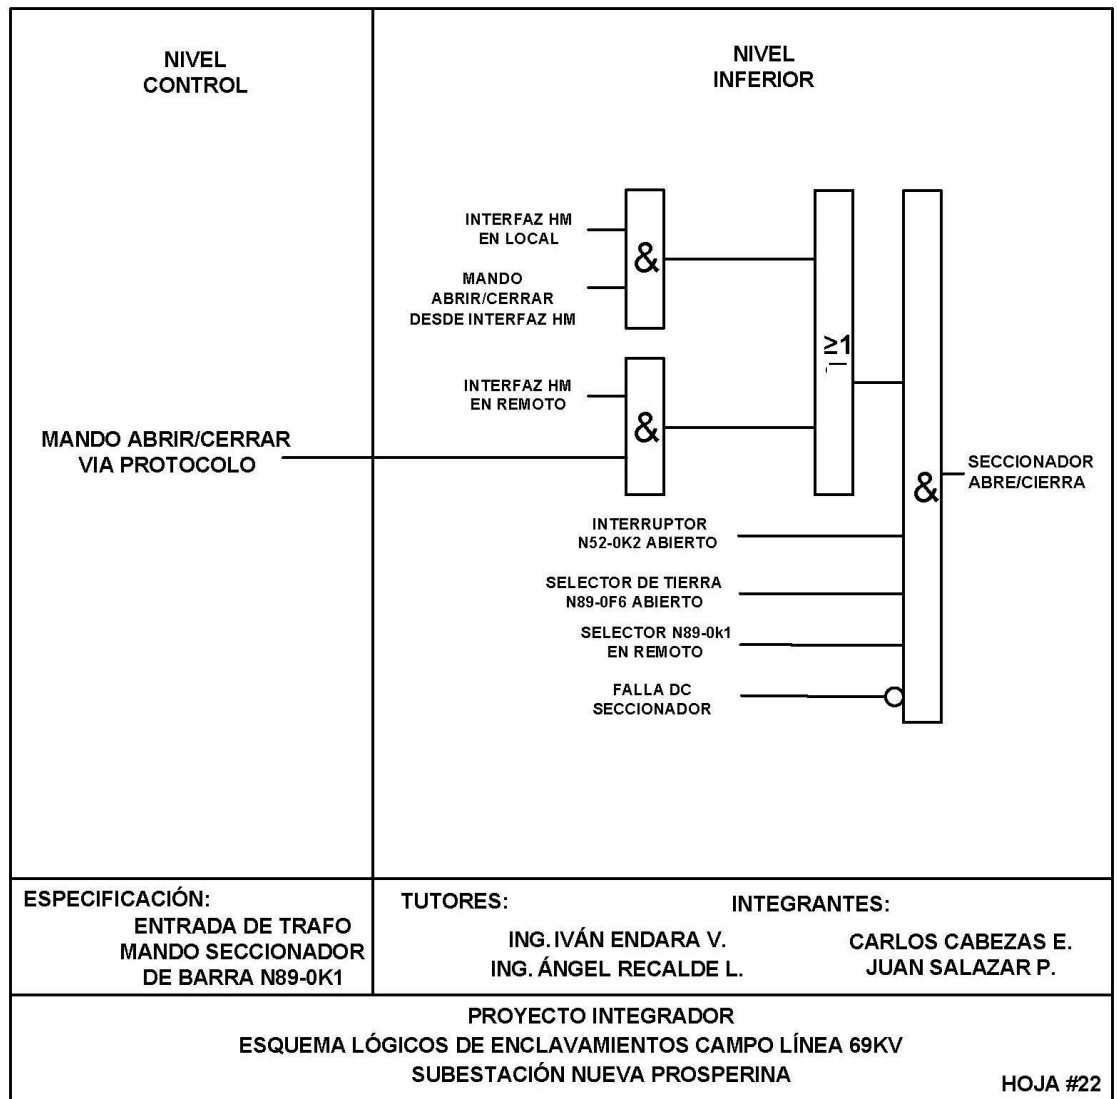 NIVEL
CONTROL
NIVEL
INFERIOR
INTERFAZ HM
EN LOCAL
&
MANDO
ABRIR/CERRAR
DESDE INTERFAZ HM
≥1
INTERFAZ HM
EN REMOTO
&
MANDO ABRIR/CERRAR
VIA PROTOCOLO
SECCIONADOR
ABRE/CIERRA
&
INTERRUPTOR
N52-0K2 ABIERTO
SELECTOR DE TIERRA
N89-0F6 ABIERTO
SELECTOR N89-0k1
EN REMOTO
FALLA DC
SECCIONADOR
ESPECIFICACIÓN:
ENTRADA DE TRAFO
MANDO SECCIONADOR
DE BARRA N89-0K1
TUTORES:
ING. IVÁN ENDARA V.
ING. ÁNGEL RECALDE L.
INTEGRANTES:
CARLOS CABEZAS E.
JUAN SALAZAR P.
PROYECTO INTEGRADOR
ESQUEMA LÓGICOS DE ENCLAVAMIENTOS CAMPO LÍNEA 69KV
SUBESTACIÓN NUEVA PROSPERINA
HOJA #22